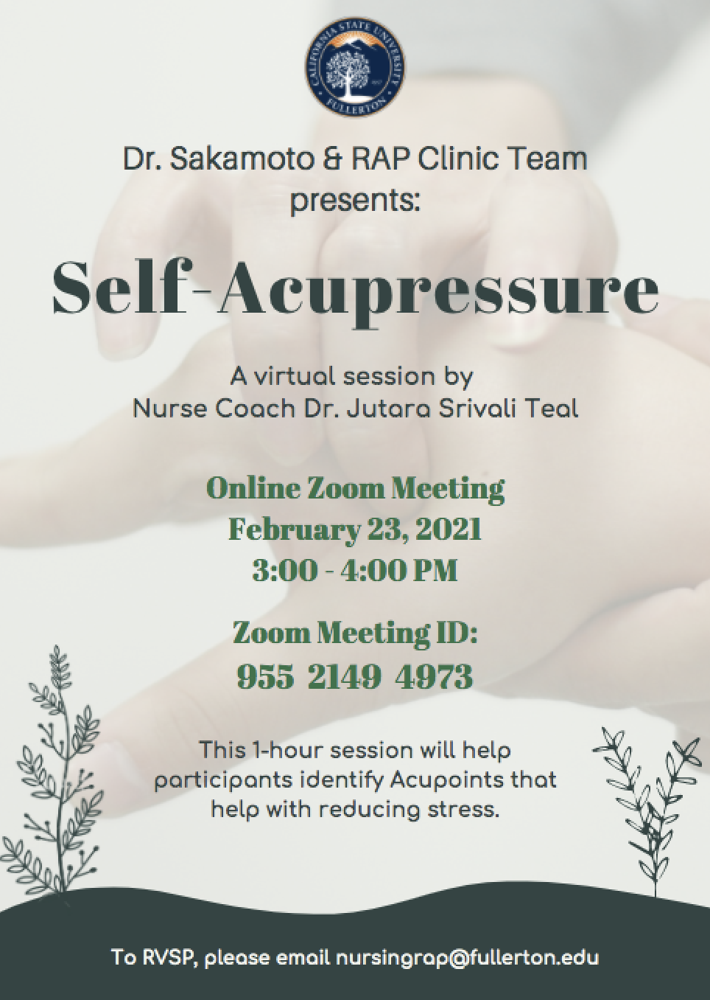 CALIFORNIA STATE UNIVERSITY
FULLERTON
1957
Dr. Sakamoto & RAP Clinic Team
presents:
Self-Acupressure
A virtual session by
Nurse Coach Dr. Jutara Srivali Teal
Online Zoom Meeting
February 23, 2021
3:00 - 4:00 PM
Zoom Meeting ID:
955 2149 4973
This 1-hour session will help
participants identify Acupoints that
help with reducing stress.
To RVSP, please email nursingrap@fullerton.edu